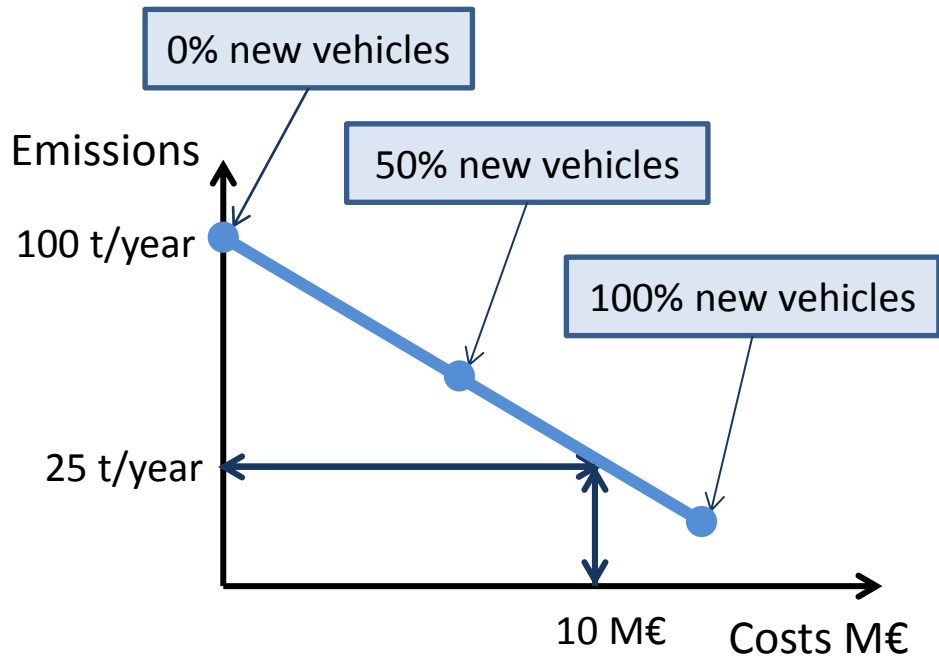 0% new vehicles
Emissions
50% new vehicles
100 t/year
100% new vehicles
25 t/year
10 M€
Costs M€